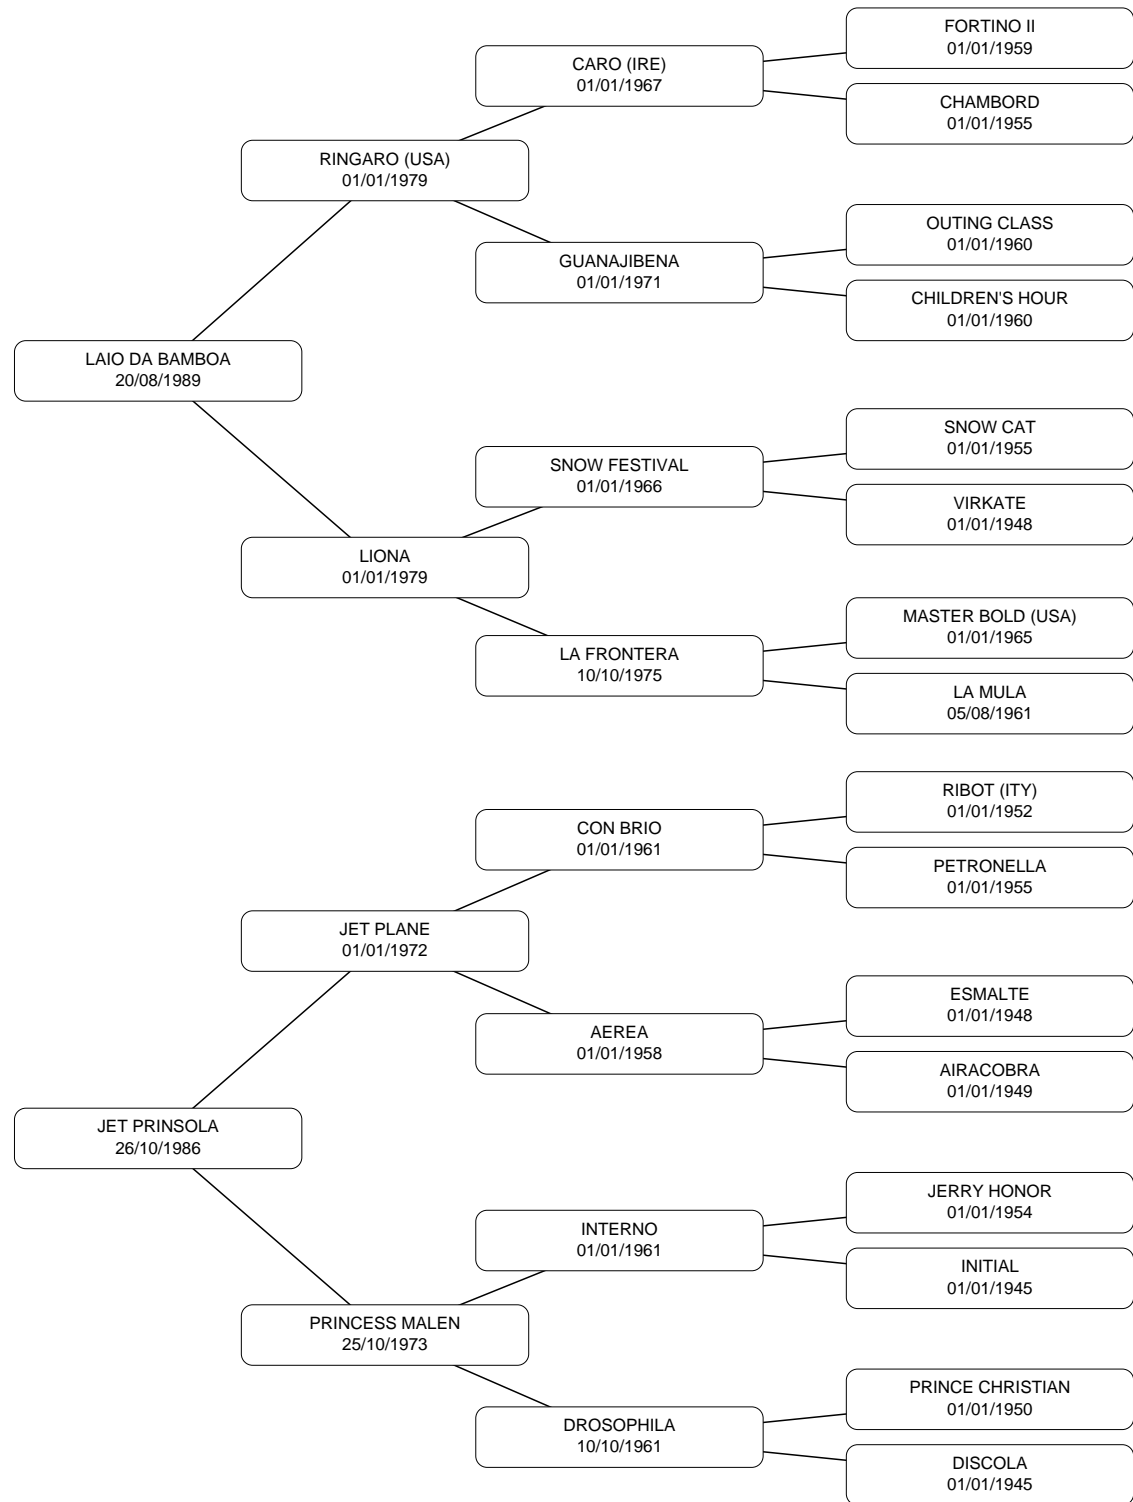 FORTINO II
01/01/1959
CARO (IRE)
01/01/1967
CHAMBORD
01/01/1955
RINGARO (USA)
01/01/1979
OUTING CLASS
01/01/1960
GUANAJIBENA
01/01/1971
CHILDREN'S HOUR
01/01/1960
LAIO DA BAMBOA
20/08/1989
SNOW CAT
01/01/1955
SNOW FESTIVAL
01/01/1966
VIRKATE
01/01/1948
LIONA
01/01/1979
MASTER BOLD (USA)
01/01/1965
LA FRONTERA
10/10/1975
LA MULA
05/08/1961
RIBOT (ITY)
01/01/1952
CON BRIO
01/01/1961
PETRONELLA
01/01/1955
JET PLANE
01/01/1972
ESMALTE
01/01/1948
AEREA
01/01/1958
AIRACOBRA
01/01/1949
JET PRINSOLA
26/10/1986
JERRY HONOR
01/01/1954
INTERNO
01/01/1961
INITIAL
01/01/1945
PRINCESS MALEN
25/10/1973
PRINCE CHRISTIAN
01/01/1950
DROSOPHILA
10/10/1961
DISCOLA
01/01/1945